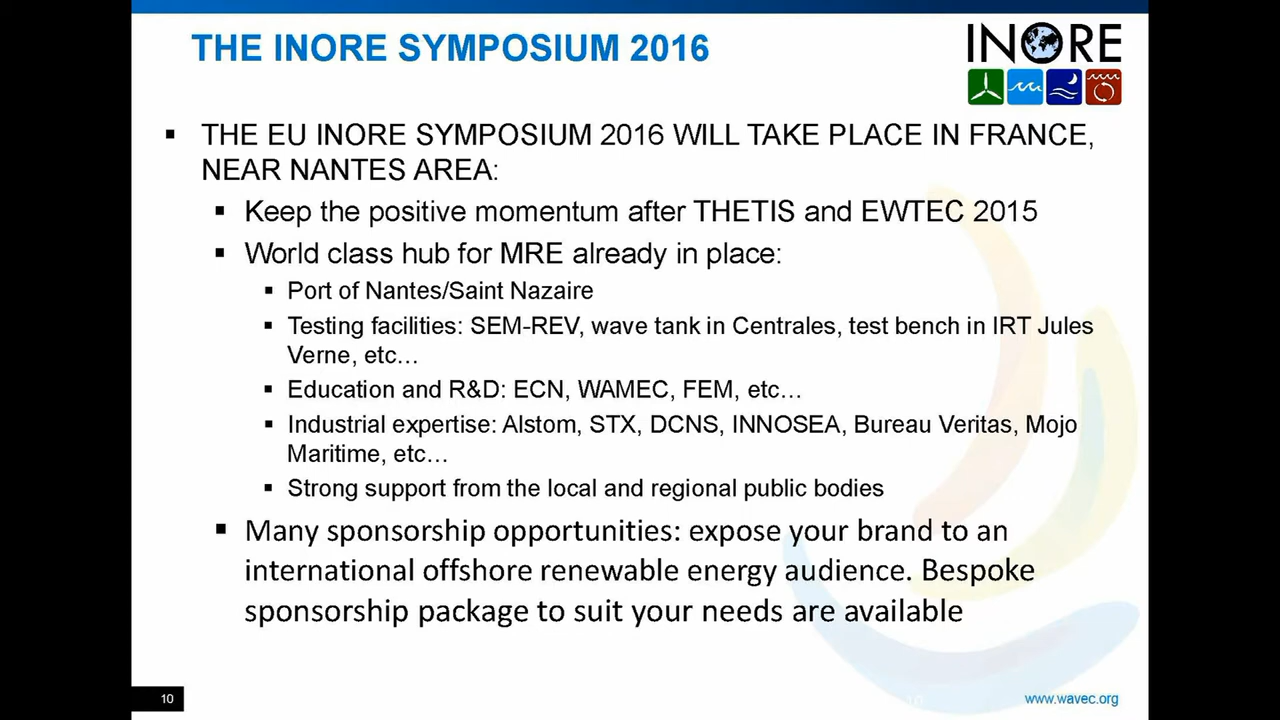 THE INORE SYMPOSIUM 2016
INORE
▪ THE EU INORE SYMPOSIUM 2016 WILL TAKE PLACE IN FRANCE,
NEAR NANTES AREA:
▪ Keep the positive momentum after THETIS and EWTEC 2015
▪ World class hub for MRE already in place:
▪ Port of Nantes/Saint Nazaire
▪ Testing facilities: SEM-REV, wave tank in Centrales, test bench in IRT Jules
Verne, etc…
▪ Education and R&D: ECN, WAMEC, FEM, etc…
▪ Industrial expertise: Alstom, STX, DCNS, INNOSEA, Bureau Veritas, Mojo
Maritime, etc…
▪ Strong support from the local and regional public bodies
▪ Many sponsorship opportunities: expose your brand to an
international offshore renewable energy audience. Bespoke
sponsorship package to suit your needs are available
10
10
www.wavec.org